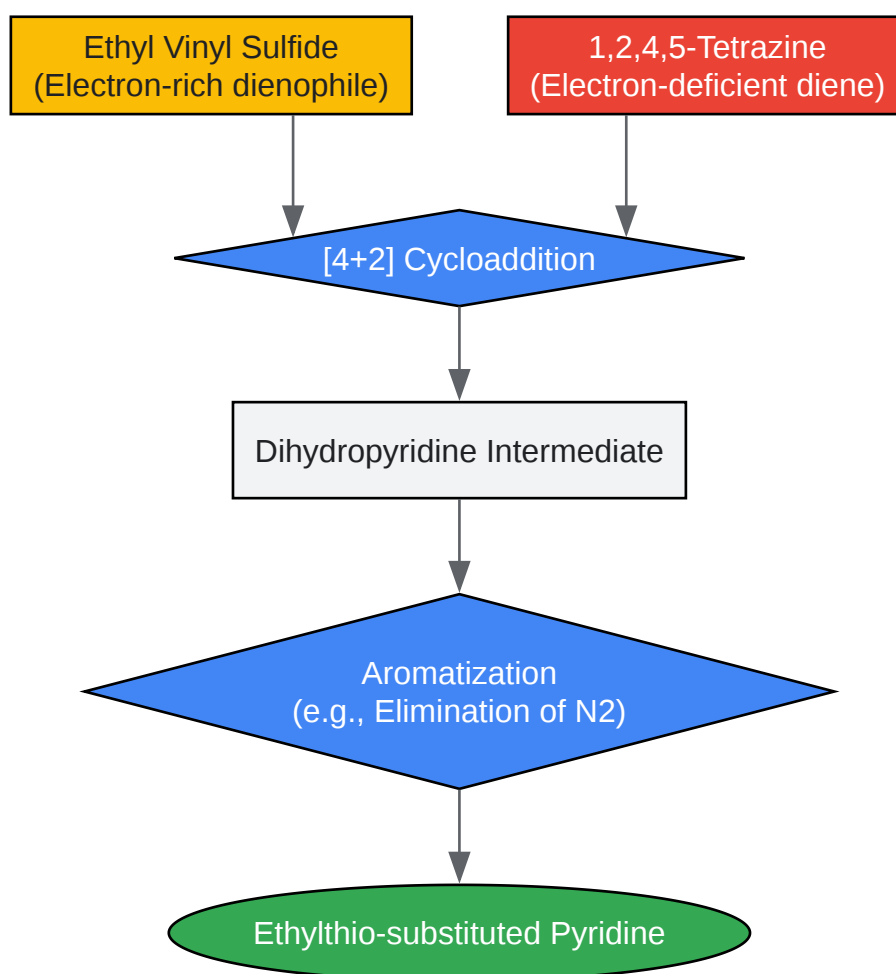 Ethyl Vinyl Sulfide
(Electron-rich dienophile)
1,2,4,5-Tetrazine
(Electron-deficient diene)
[4+2] Cycloaddition
Dihydropyridine Intermediate
Aromatization
(e.g., Elimination of N2)
Ethylthio-substituted Pyridine